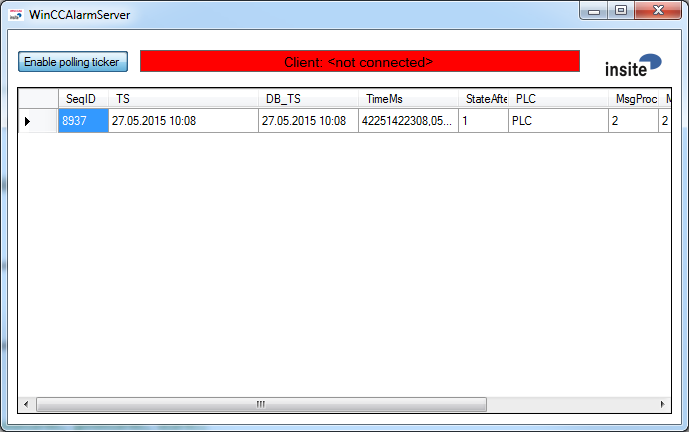 WinCCAlarmServer
Enable polling ticker
Client: <not connected>
insite
SeqID TS DB_TS TimeMs StateAfte PLC MsgProc M
8937 27.05.2015 10:08 27.05.2015 10:08 42251422308,05... 1 PLC 2 2